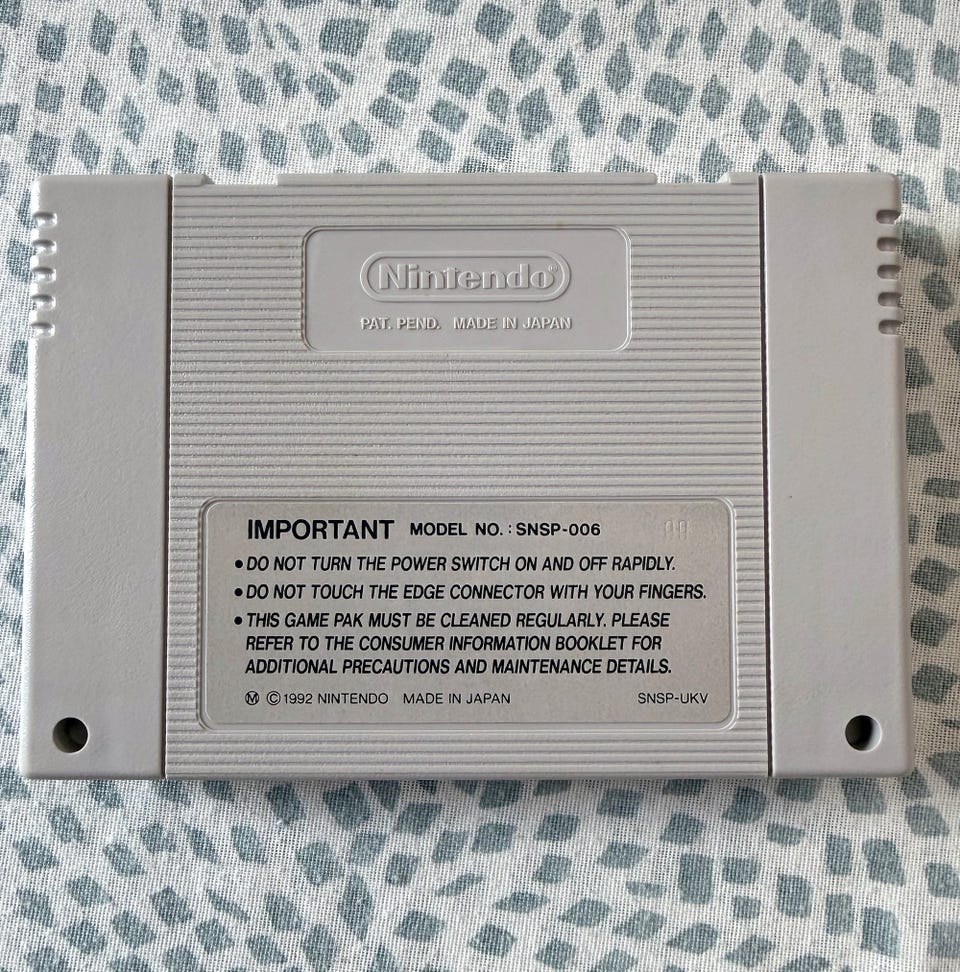 Nintendo®
PAT. PEND. MADE IN JAPAN
IMPORTANT MODEL NO. : SNSP-006
• DO NOT TURN THE POWER SWITCH ON AND OFF RAPIDLY.
• DO NOT TOUCH THE EDGE CONNECTOR WITH YOUR FINGERS.
• THIS GAME PAK MUST BE CLEANED REGULARLY. PLEASE
REFER TO THE CONSUMER INFORMATION BOOKLET FOR
ADDITIONAL PRECAUTIONS AND MAINTENANCE DETAILS.
Ⓜ ©1992 NINTENDO MADE IN JAPAN SNSP-UKV